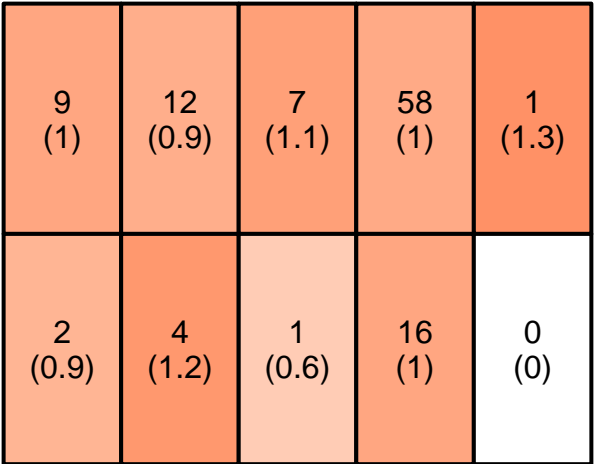 9 12 7 58 1
(1) (0.9) (1.1) (1) (1.3)
2 4 1 16 0
(0.9) (1.2) (0.6) (1) (0)